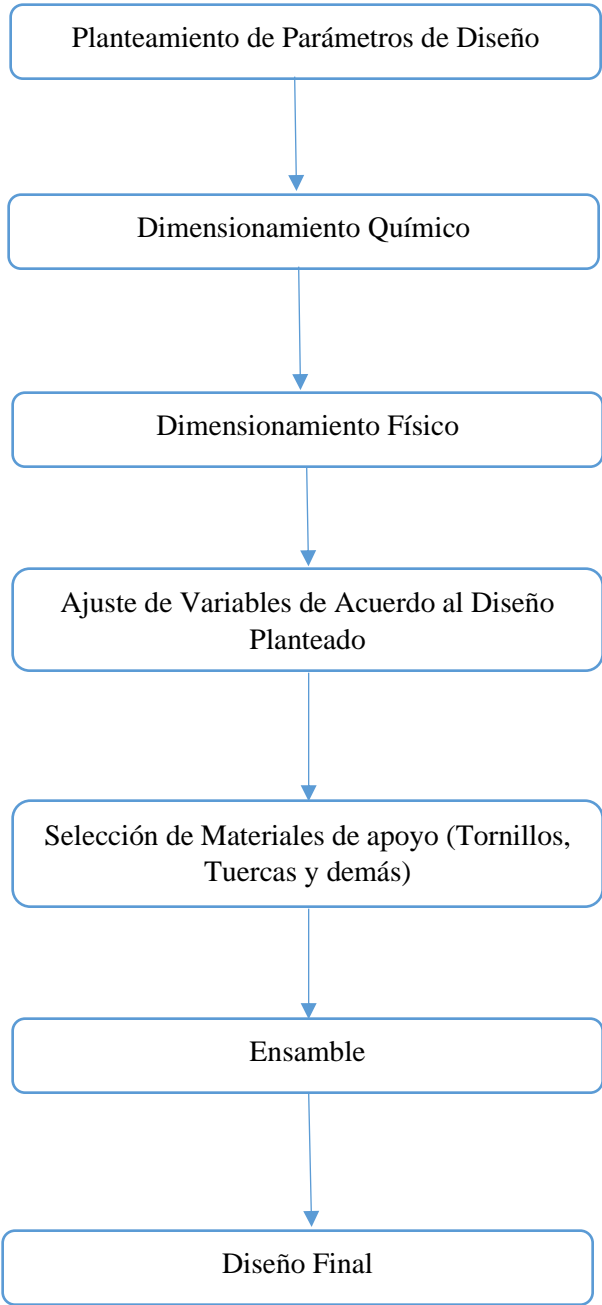 Planteamiento de Parámetros de Diseño
Dimensionamiento Químico
Dimensionamiento Físico
Ajuste de Variables de Acuerdo al Diseño
Planteado
Selección de Materiales de apoyo (Tornillos,
Tuercas y demás)
Ensamble
Diseño Final